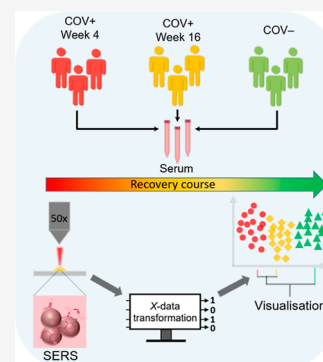 COV+
Week 4
COV+
Week 16
COV–
Serum
Recovery course
50x
X-data
transformation
1
0
1
0
SERS
Visualisation